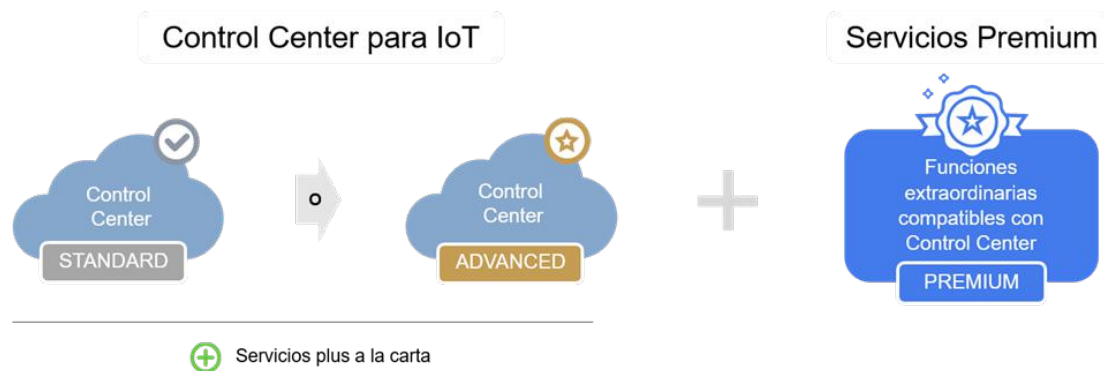 Control Center para IoT
Servicios Premium
Control
Center
STANDARD
o
Control
Center
ADVANCED
Funciones
extraordinarias
compatibles con
Control Center
PREMIUM
Servicios plus a la carta